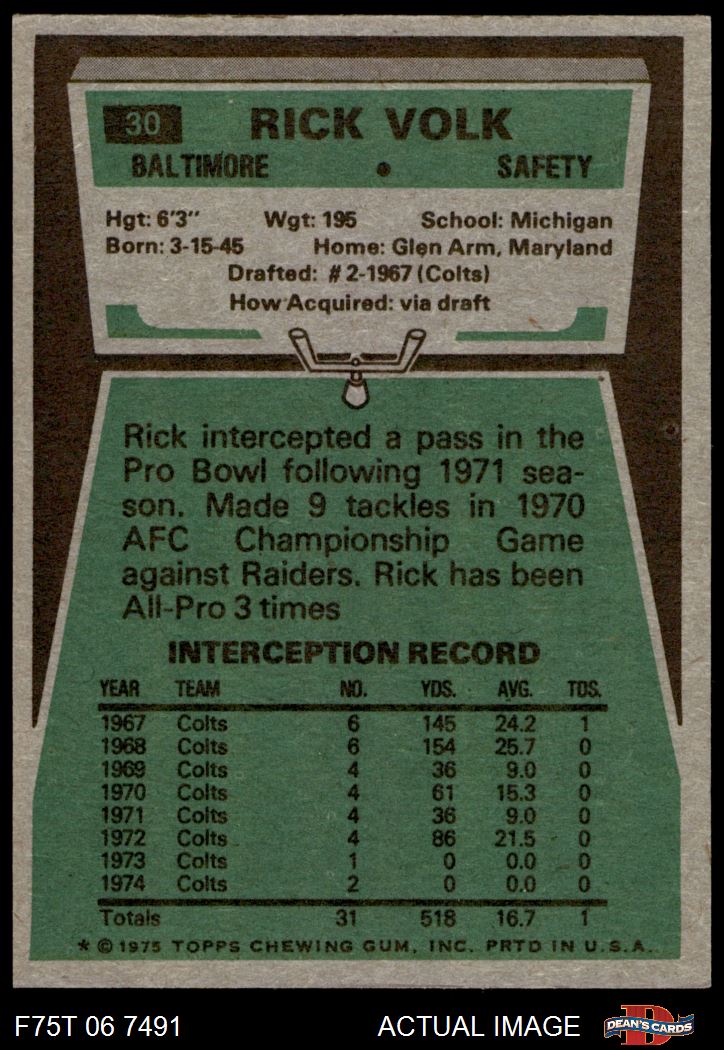 30 RICK VOLK
BALTIMORE • SAFETY
Hgt: 6'3" Wgt: 195 School: Michigan
Born: 3-15-45 Home: Glen Arm, Maryland
Drafted: #2-1967 (Colts)
How Acquired: via draft
Rick intercepted a pass in the
Pro Bowl following 1971 sea-
son. Made 9 tackles in 1970
AFC Championship Game
against Raiders. Rick has been
All-Pro 3 times
INTERCEPTION RECORD
YEAR TEAM NO. YDS. AVG. TDS.
1967 Colts 6 145 24.2 1
1968 Colts 6 154 25.7 0
1969 Colts 4 36 9.0 0
1970 Colts 4 61 15.3 0
1971 Colts 4 36 9.0 0
1972 Colts 4 86 21.5 0
1973 Colts 1 0 0.0 0
1974 Colts 2 0 0.0 0
Totals 31 518 16.7 1
* © 1975 TOPPS CHEWING GUM, INC. PRTD IN U.S.A.
F75T 06 7491 ACTUAL IMAGE D DEAN'S CARDS